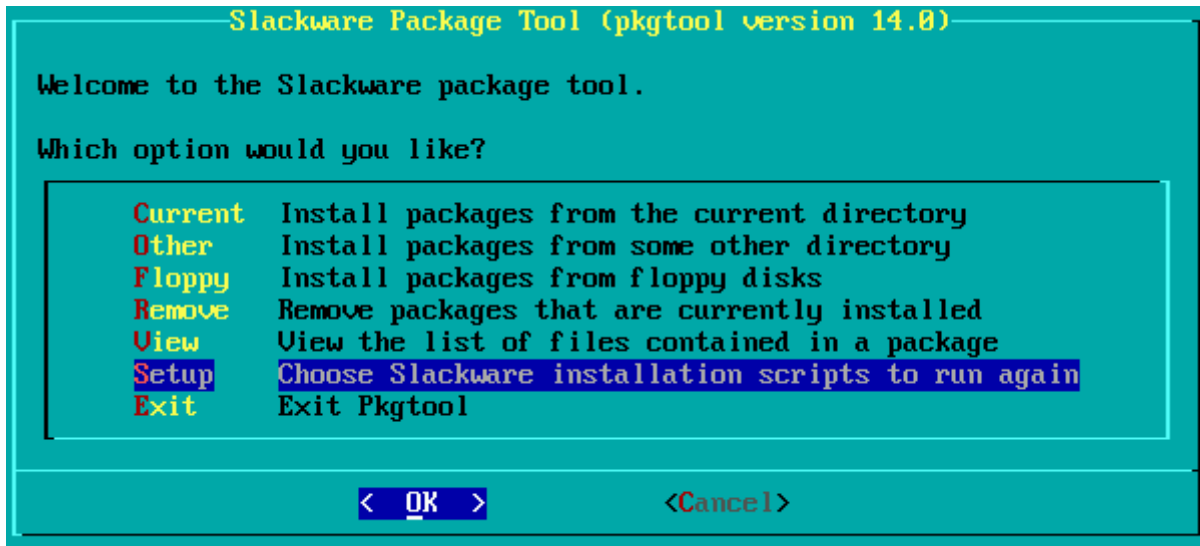 Slackware Package Tool (pkgtool version 14.0)
Welcome to the Slackware package tool.
Which option would you like?
Current Install packages from the current directory
Other Install packages from some other directory
Floppy Install packages from floppy disks
Remove Remove packages that are currently installed
View View the list of files contained in a package
Setup Choose Slackware installation scripts to run again
Exit Exit Pkgtool
< OK > <Cancel>